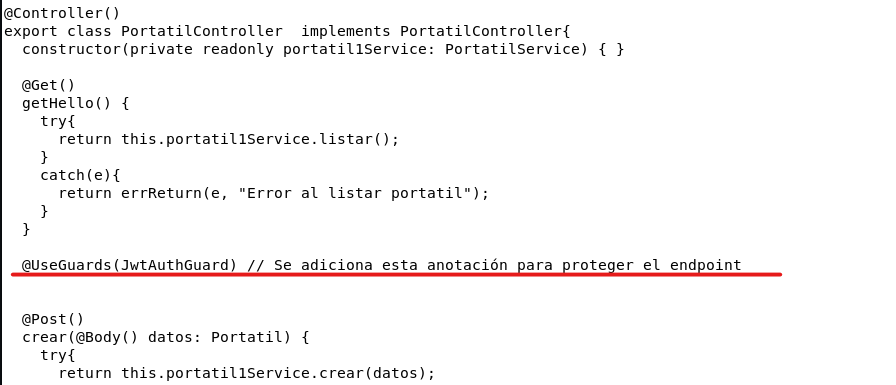 @Controller()
export class PortatilController  implements PortatilController{
  constructor(private readonly portatil1Service: PortatilService) { }
  @Get()
  getHello() {
    try{
      return this.portatil1Service.listar();
    }
    catch(e){
      return errReturn(e, "Error al listar portatil");
    }
  }
  @UseGuards(JwtAuthGuard) // Se adiciona esta anotación para proteger el endpoint
  @Post()
  crear(@Body() datos: Portatil) {
    try{
      return this.portatil1Service.crear(datos);